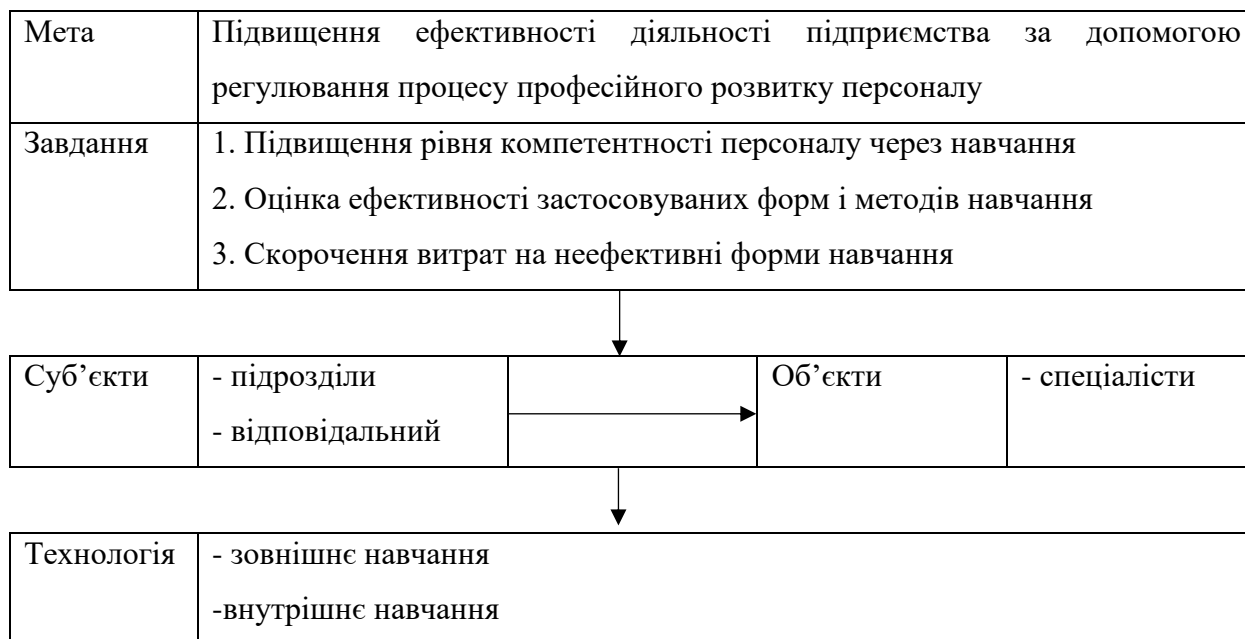 Мета
Підвищення ефективності діяльності підприємства за допомогою
регулювання процесу професійного розвитку персоналу
Завдання
1. Підвищення рівня компетентності персоналу через навчання
2. Оцінка ефективності застосовуваних форм і методів навчання
3. Скорочення витрат на неефективні форми навчання
Суб’єкти
- підрозділи
- відповідальний
Об’єкти
- спеціалісти
Технологія
- зовнішнє навчання
-внутрішнє навчання